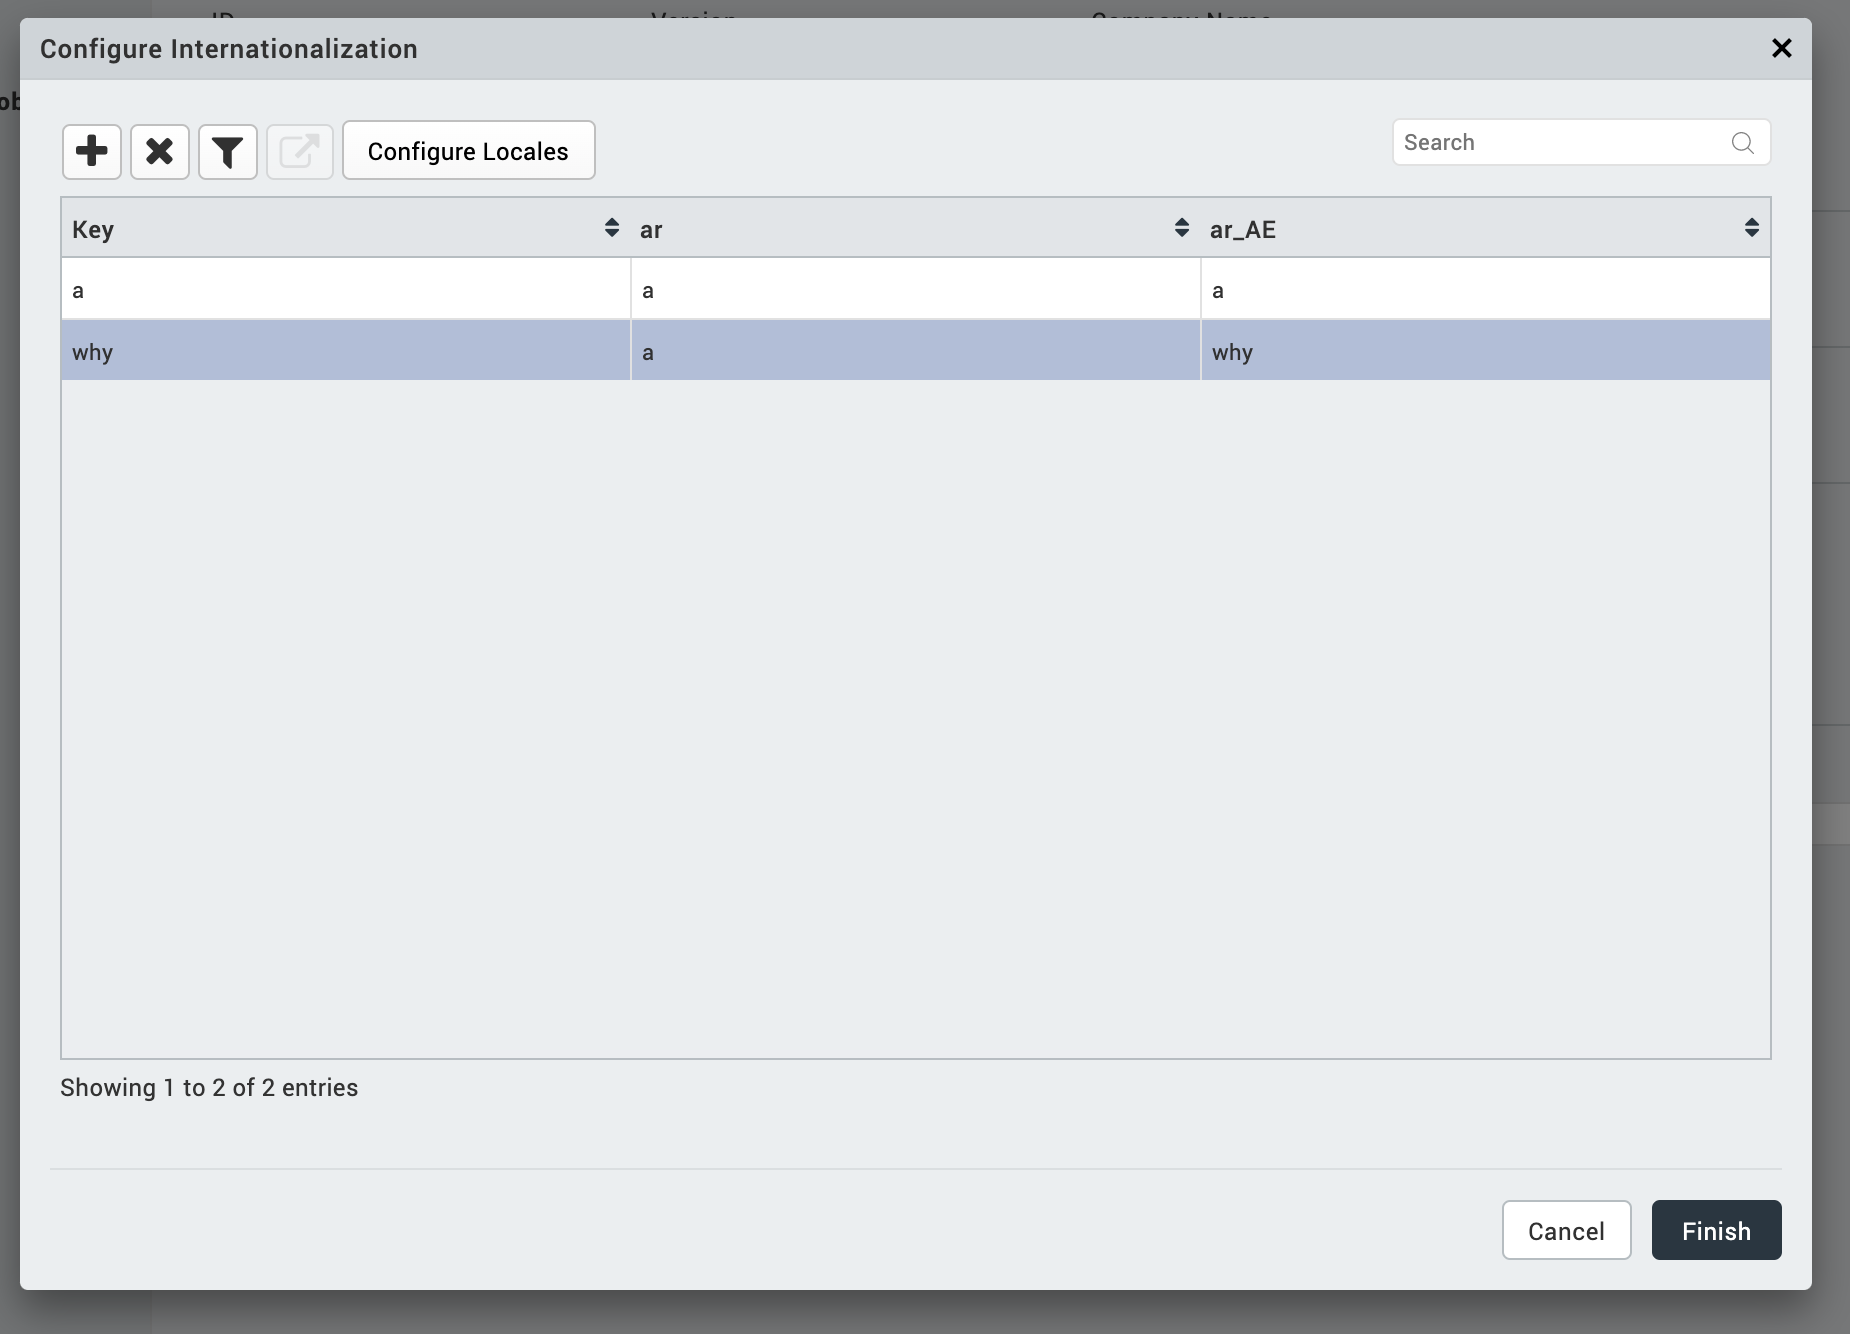 Configure Internationalization
Configure Locales
Search
Key ar ar_AE
a a a
why a why
Showing 1 to 2 of 2 entries
Cancel Finish